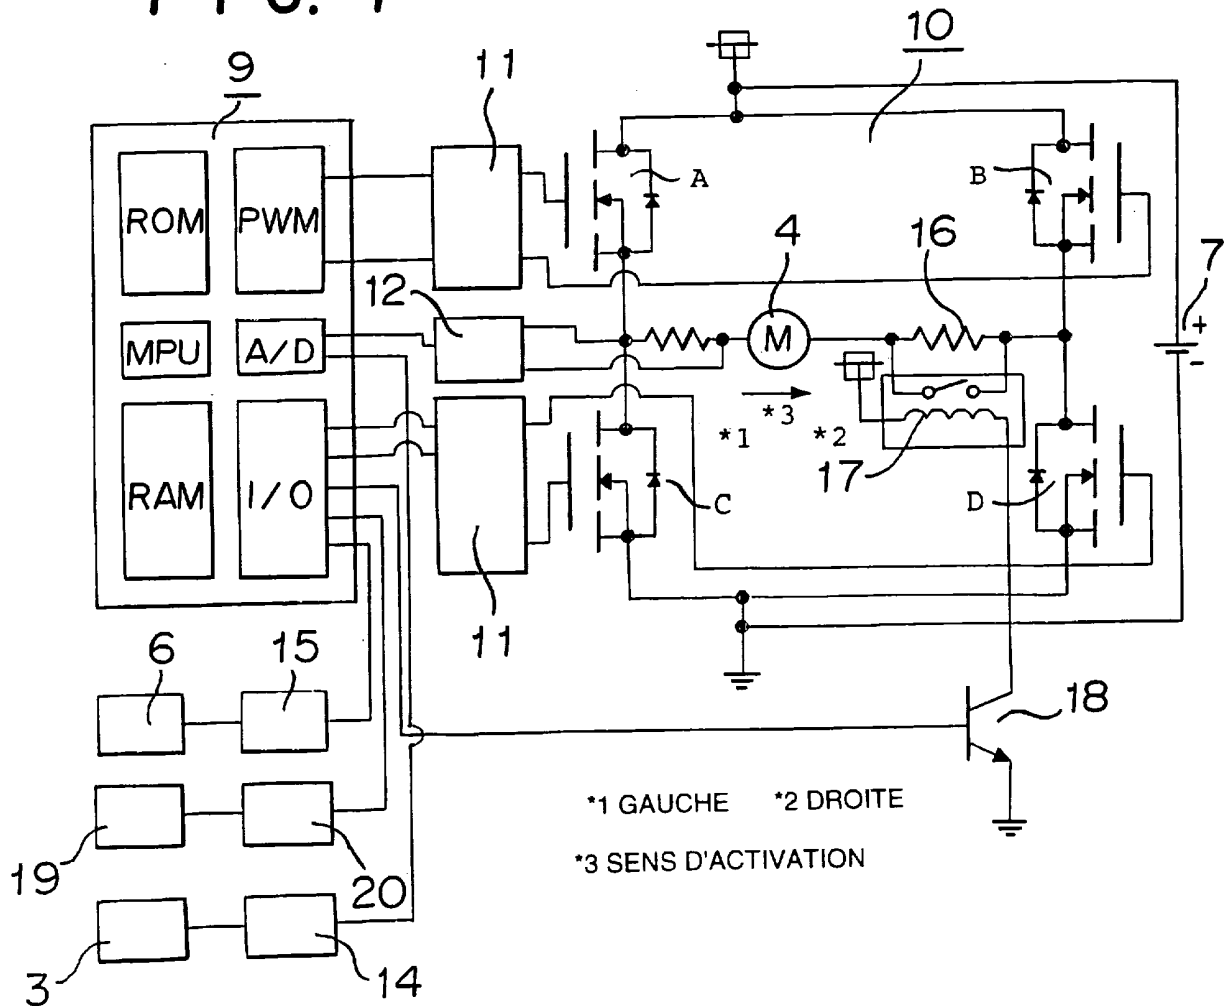 10
9
11
A
B
ROM
PWM
4
16
7
12
M
+
-
MPU
A/D
*3
*1
*2
17
RAM
I/O
C
D
11
6
15
18
*1 GAUCHE *2 DROITE
19
20
*3 SENS D'ACTIVATION
3
14